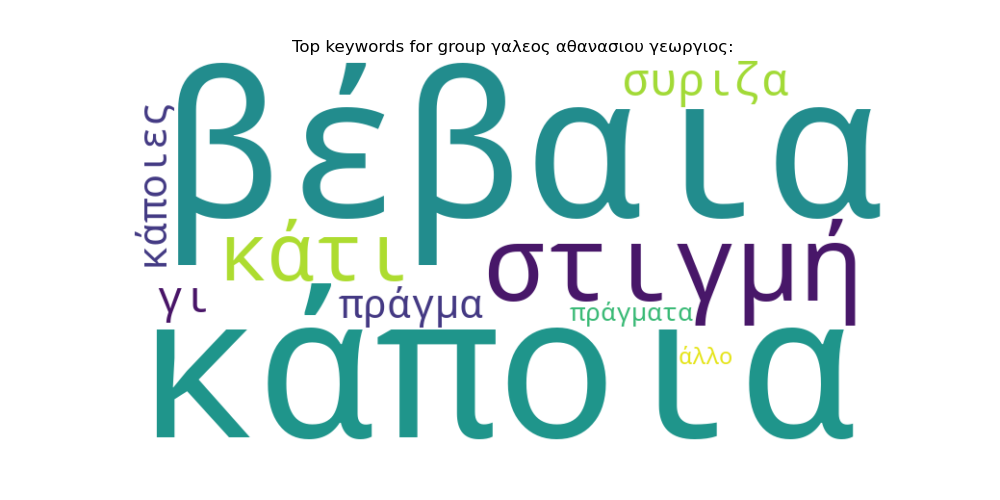 Top keywords for group γαλεος αθανασιου γεωργιος:
συριζα
βέβαια
κάποιες
κάτι
στιγμή
γι
πράγμα
πράγματα
άλλο
κάποια